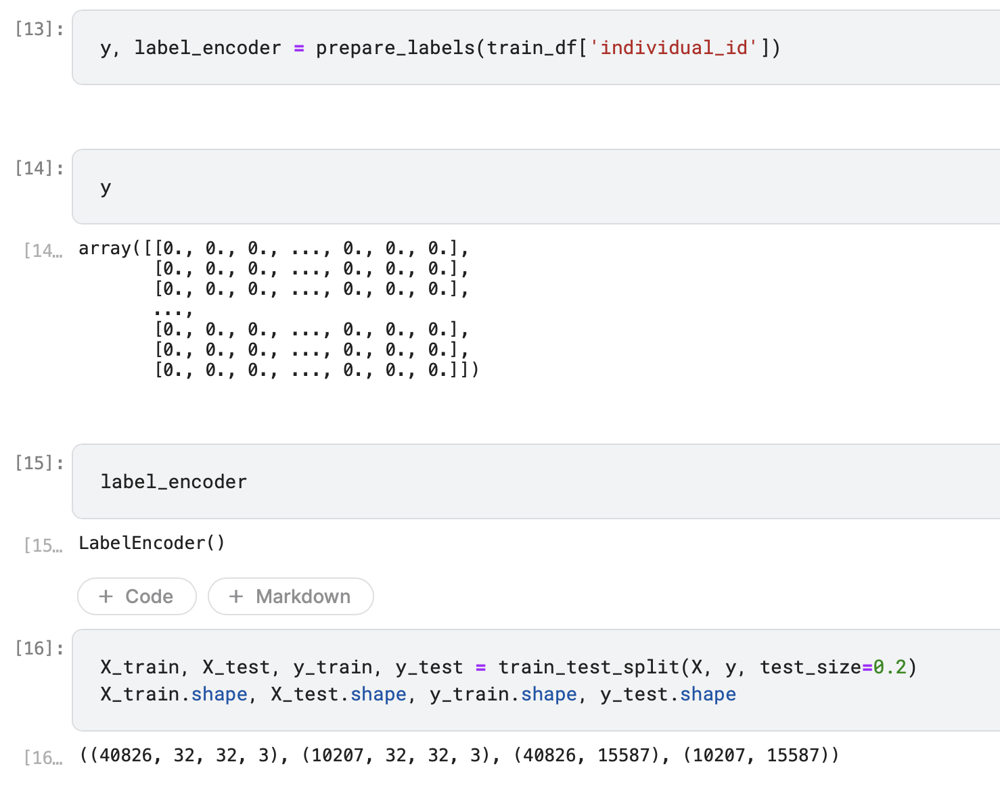 [13]:
y, label_encoder = prepare_labels(train_df['individual_id'])
[14]:
y
[14…
array([[0., 0., 0., ..., 0., 0., 0.],
[0., 0., 0., ..., 0., 0., 0.],
[0., 0., 0., ..., 0., 0., 0.],
...,
[0., 0., 0., ..., 0., 0., 0.],
[0., 0., 0., ..., 0., 0., 0.],
[0., 0., 0., ..., 0., 0., 0.]])
[15]:
label_encoder
[15…
LabelEncoder()
+ Code + Markdown
[16]:
X_train, X_test, y_train, y_test = train_test_split(X, y, test_size=0.2)
X_train.shape, X_test.shape, y_train.shape, y_test.shape
[16…
((40826, 32, 32, 3), (10207, 32, 32, 3), (40826, 15587), (10207, 15587))